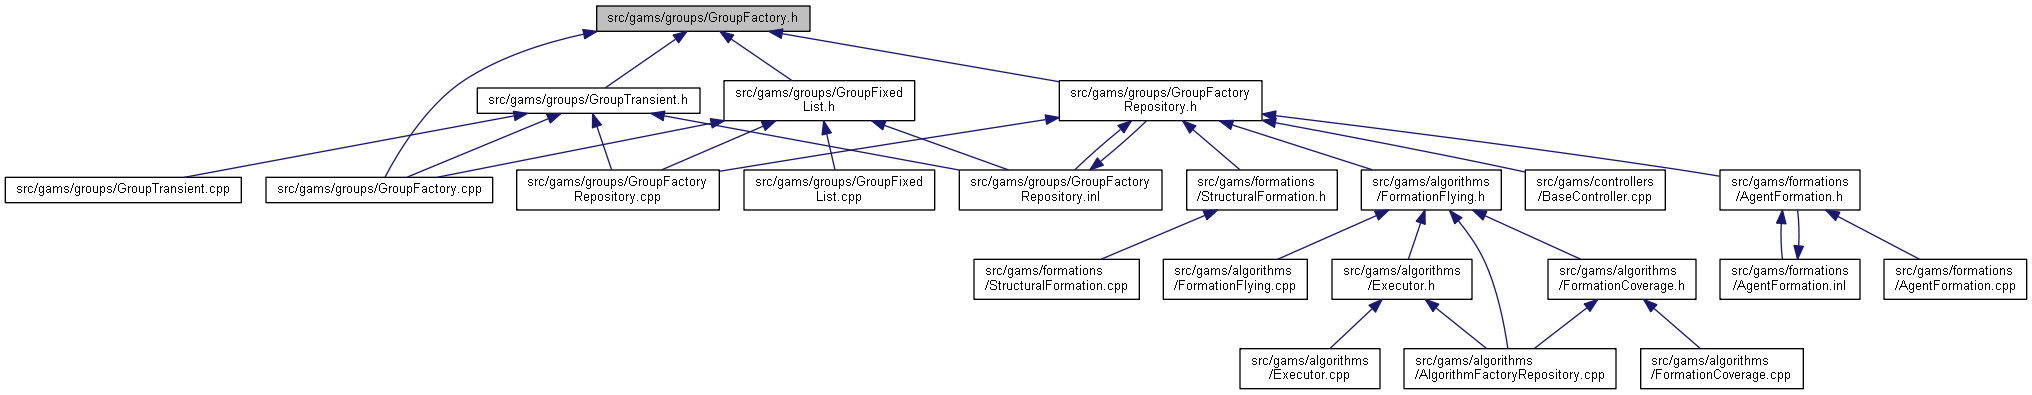 src/gams/groups/GroupFactory.h
src/gams/groups/GroupTransient.h
src/gams/groups/GroupFixed
List.h
src/gams/groups/GroupFactory
Repository.h
src/gams/groups/GroupTransient.cpp
src/gams/groups/GroupFactory.cpp
src/gams/groups/GroupFactory
Repository.cpp
src/gams/groups/GroupFixed
List.cpp
src/gams/groups/GroupFactory
Repository.inl
src/gams/formations
/StructuralFormation.h
src/gams/algorithms
/FormationFlying.h
src/gams/controllers
/BaseController.cpp
src/gams/formations
/AgentFormation.h
src/gams/formations
/StructuralFormation.cpp
src/gams/algorithms
/FormationFlying.cpp
src/gams/algorithms
/Executor.h
src/gams/algorithms
/FormationCoverage.h
src/gams/formations
/AgentFormation.inl
src/gams/formations
/AgentFormation.cpp
src/gams/algorithms
/Executor.cpp
src/gams/algorithms
/AlgorithmFactoryRepository.cpp
src/gams/algorithms
/FormationCoverage.cpp